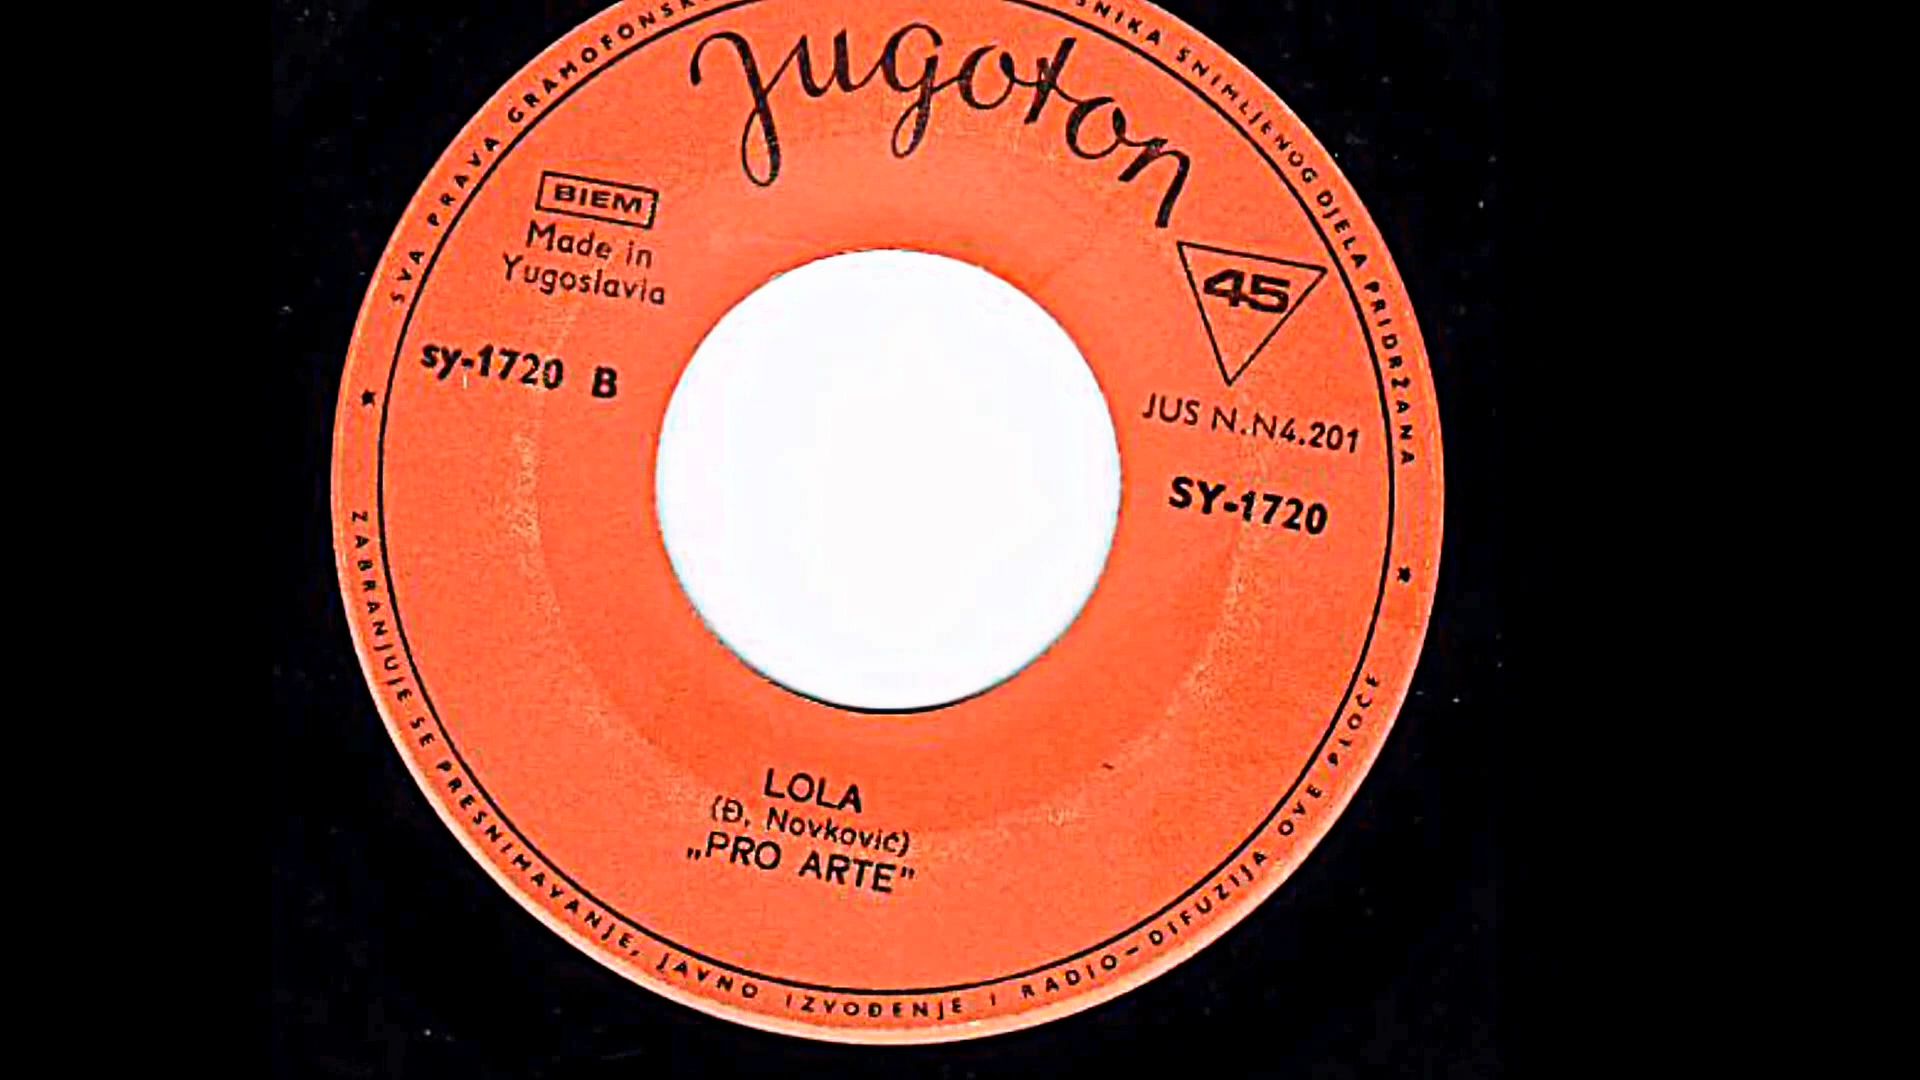 SVA PRAVA GRAMOFONSK
SNIKA SNIMLJENOG DJELA PRIDRŽANA
Jugoton
BIEM
Made in
Yugoslavia
45
sy-1720 B
JUS N.N4.201
SY-1720
LOLA
(Đ. Novković)
„PRO ARTE"
ZABRANJUJE SE PRESNIMAVANJE, JAVNO IZVOĐENJE I RADIO-DIFUZIJA OVE PLOČE